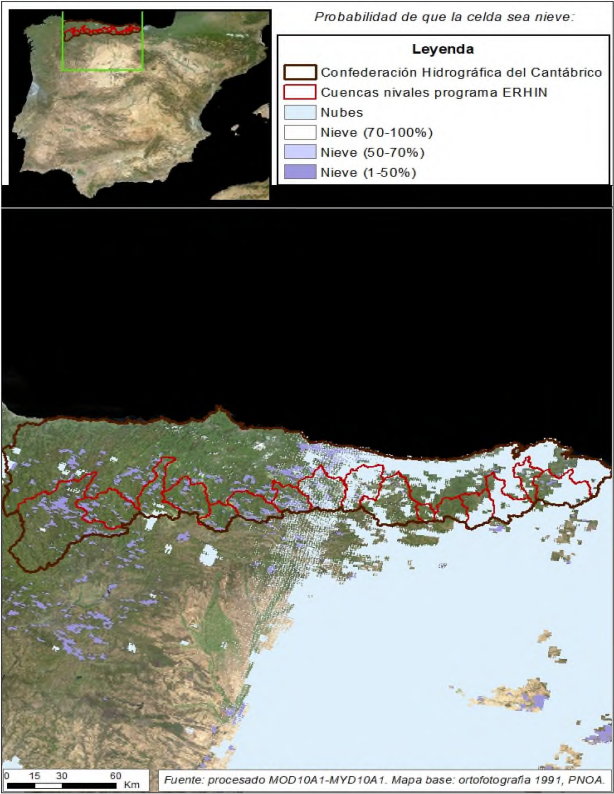 Probabilidad de que la celda sea nieve:
Leyenda
Confederación Hidrográfica del Cantábrico
Cuencas nivales programa ERHIN
Nubes
Nieve (70-100%)
Nieve (50-70%)
Nieve (1-50%)
0 15 30 60
Km
Fuente: procesado MOD10A1-MYD10A1. Mapa base: ortofotografia 1991, PNOA.